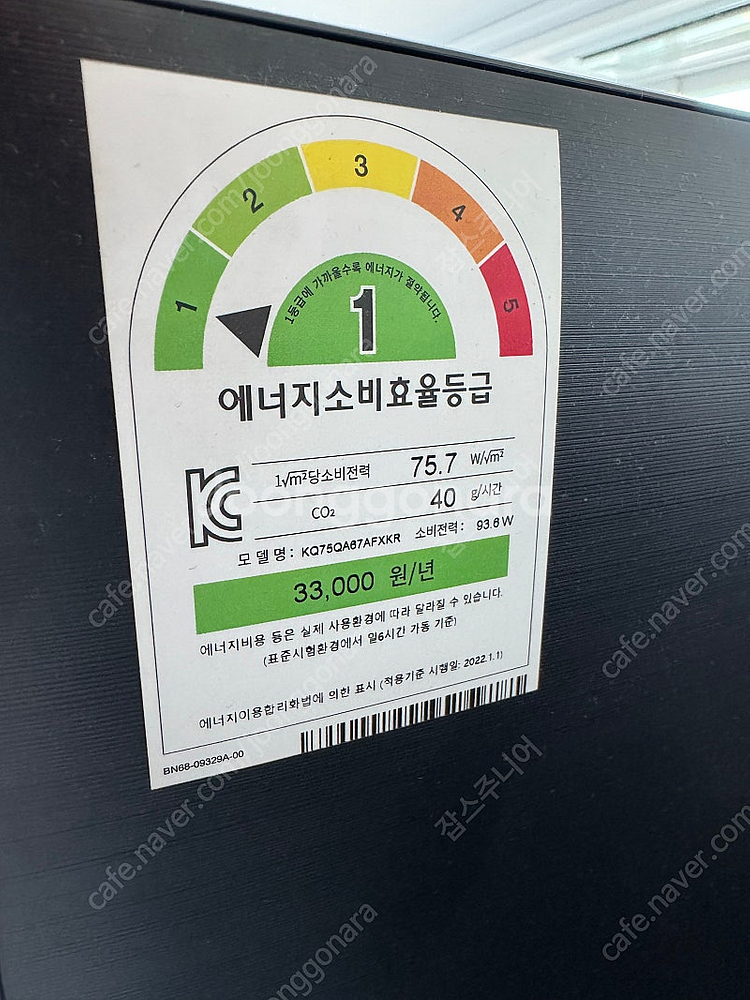 1 2 3 4 5
1등급에 가까울수록 에너지가 절약됩니다.
1
에너지소비효율등급
1√m²당소비전력 75.7 W/√m²
CO₂ 40 g/시간
모델명: KQ75QA67AFXKR 소비전력: 93.6 W
33,000 원/년
에너지비용 등은 실제 사용환경에 따라 달라질 수 있습니다.
(표준시험환경에서 일6시간 가동 기준)
에너지이용합리화법에 의한 표시 (적용기준 시행일: 2022.1.1)
BN68-09329A-00
joonggonara
cafe.naver.com/joonggonara
잡스주니어